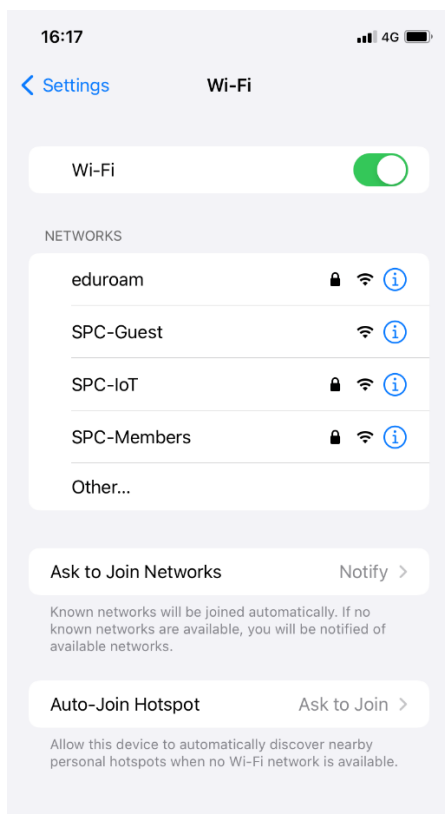 16:17 4G
Settings Wi-Fi
Wi-Fi
NETWORKS
eduroam
SPC-Guest
SPC-IoT
SPC-Members
Other...
Ask to Join Networks Notify
Known networks will be joined automatically. If no
known networks are available, you will be notified of
available networks.
Auto-Join Hotspot Ask to Join
Allow this device to automatically discover nearby
personal hotspots when no Wi-Fi network is available.